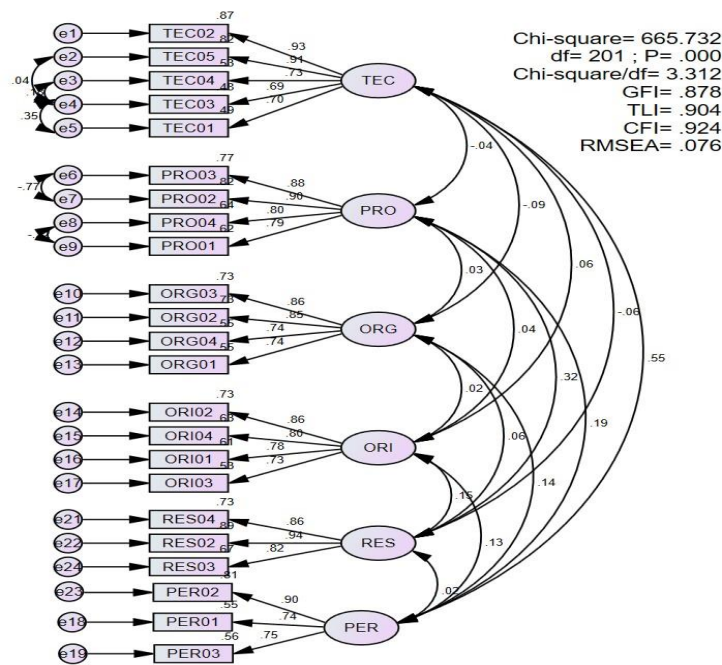 Chi-square= 665.732
df= 201 ; P= .000
Chi-square/df= 3.312
GFI= .878
TLI= .904
CFI= .924
RMSEA= .076
.87
e1 TEC02 .93
.82
e2 TEC05 .91
.53
e3 TEC04 .73 TEC
.48
.04
e4 TEC03 .69
.49
.35
e5 TEC01 .70
-.04
.77
e6 PRO03 .88
-.77
.82
e7 PRO02 .90
-.09
.64
PRO
e8 PRO04 .80
.62
e9 PRO01 .79
.03
.06
.73
e10 ORG03 .86
-.06
.73
e11 ORG02 .85
.04
.55
ORG
e12 ORG04 .74
.55
.55
e13 ORG01 .74
.32
.02
.73
e14 ORI02 .86
.19
.63
e15 ORI04 .80
.06
.61
ORI
e16 ORI01 .78
.53
.14
e17 ORI03 .73
.15
.73
e21 RES04 .86
.13
.89
e22 RES02 .94 RES
.67
e24 RES03 .82
.02
.81
e23 PER02 .90
.55
e18 PER01 .74 PER
.56
e19 PER03 .75